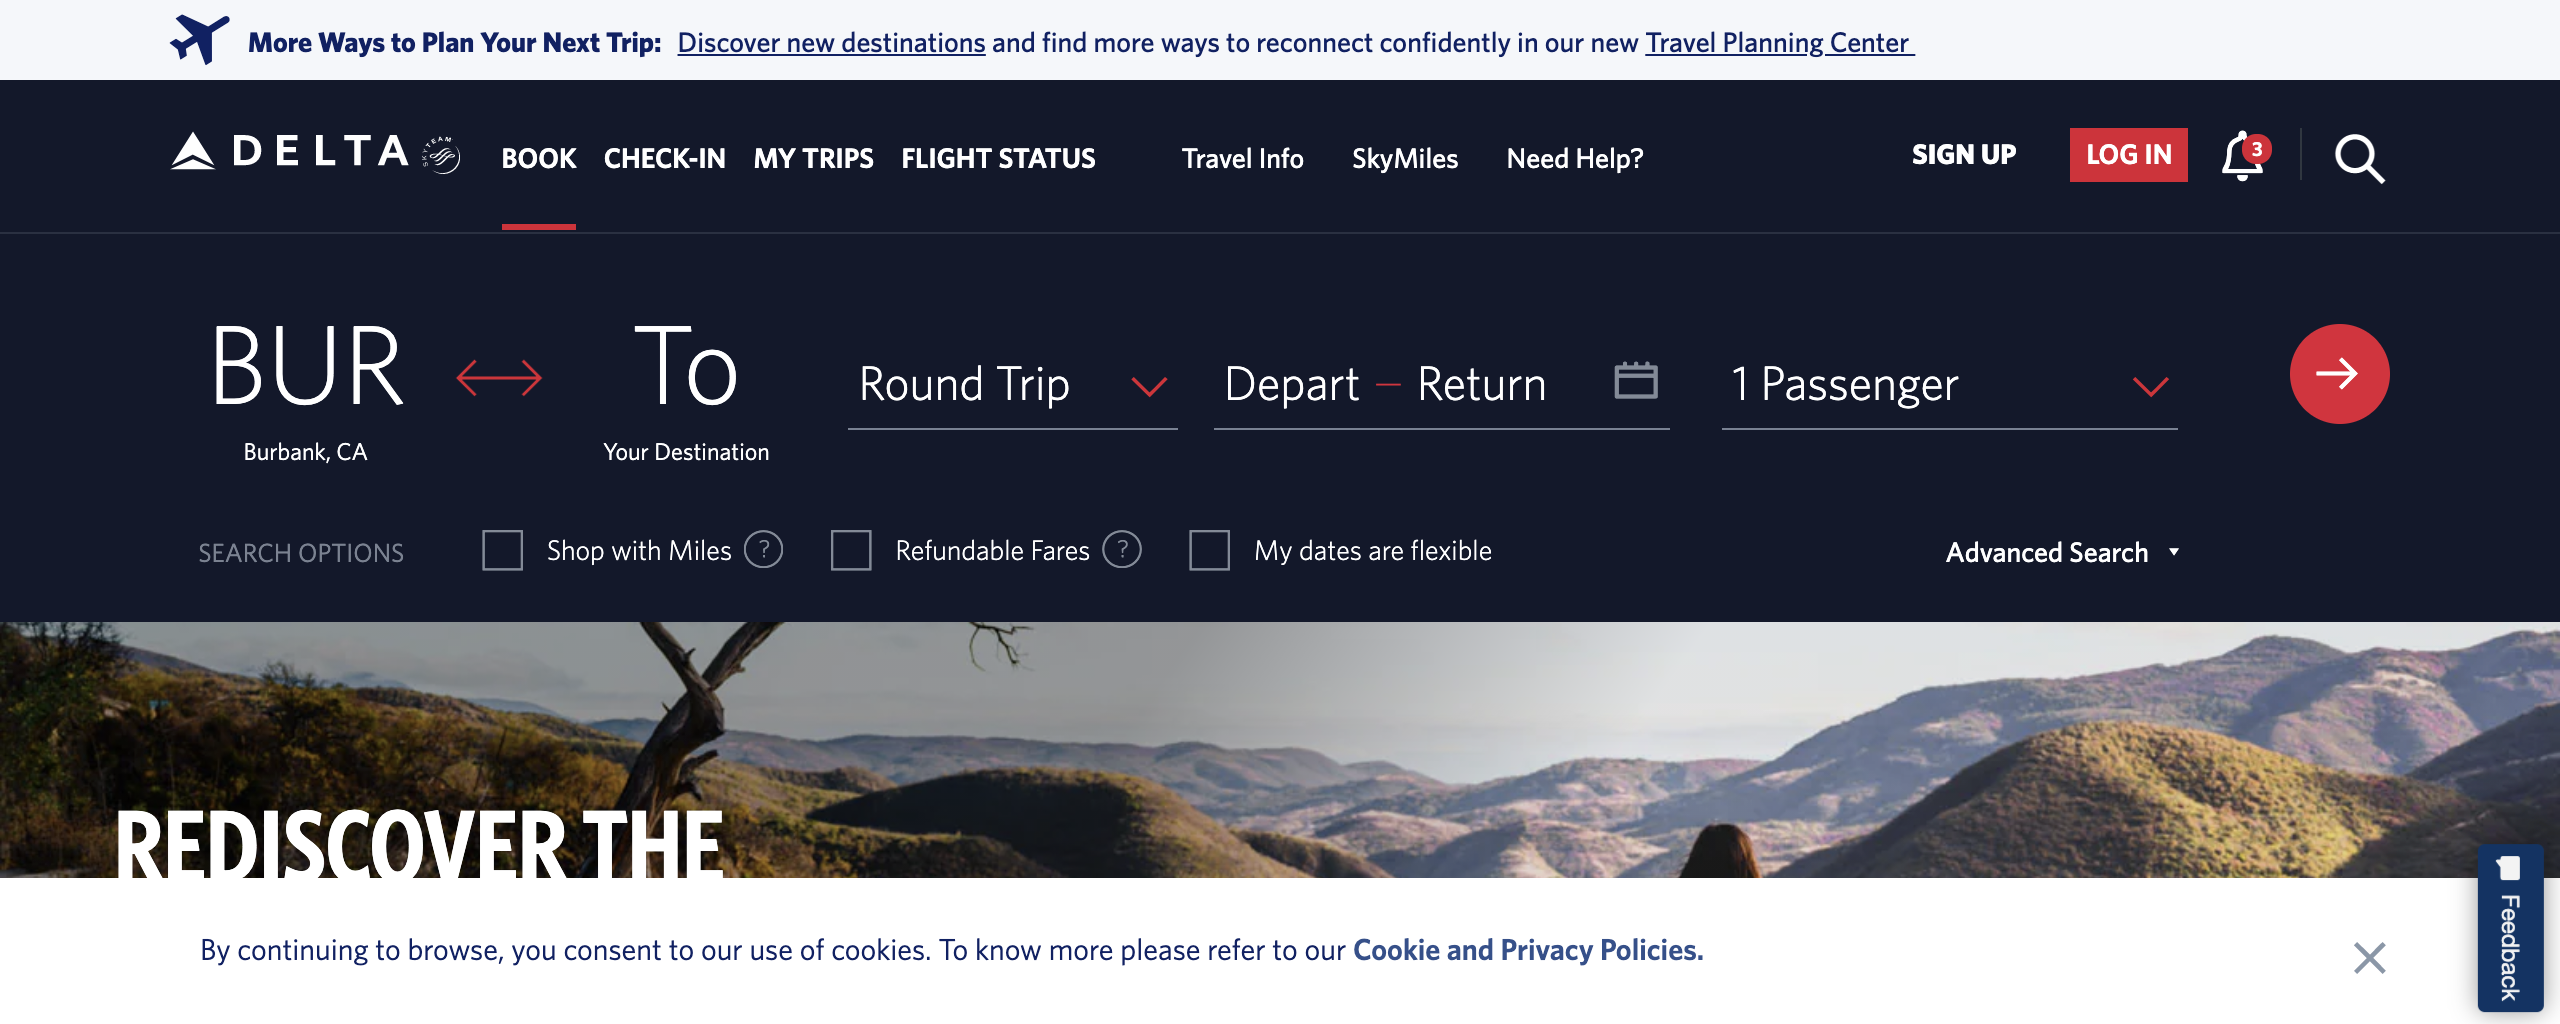 More Ways to Plan Your Next Trip: Discover new destinations and find more ways to reconnect confidently in our new Travel Planning Center
DELTA SKYTEAM BOOK CHECK-IN MY TRIPS FLIGHT STATUS Travel Info SkyMiles Need Help? SIGN UP LOG IN 3
BUR To Round Trip Depart – Return 1 Passenger
Burbank, CA Your Destination
SEARCH OPTIONS Shop with Miles ? Refundable Fares ? My dates are flexible Advanced Search
REDISCOVER THE
By continuing to browse, you consent to our use of cookies. To know more please refer to our Cookie and Privacy Policies.
Feedback